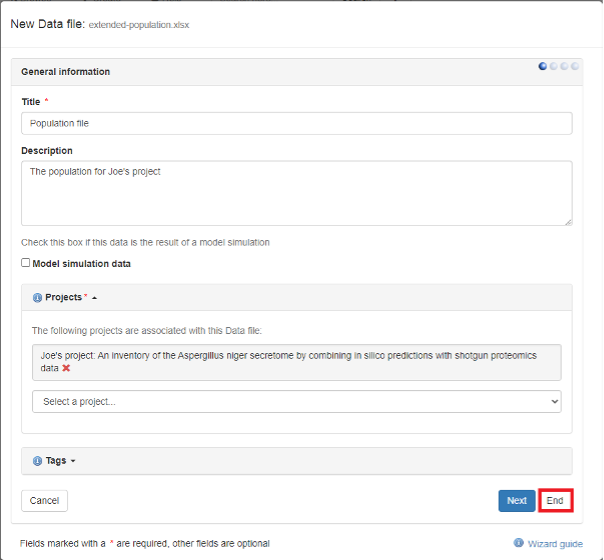 New Data file: extended-population.xlsx
General information
Title *
Population file
Description
The population for Joe's project
Check this box if this data is the result of a model simulation
Model simulation data
Projects *
The following projects are associated with this Data file:
Joe's project: An inventory of the Aspergillus niger secretome by combining in silico predictions with shotgun proteomics
data
Select a project...
Tags
Cancel
Next
End
Fields marked with a * are required, other fields are optional
Wizard guide